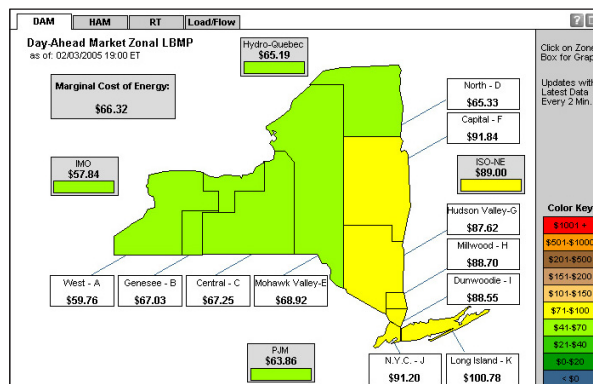 DAM HAM RT Load/Flow
Day-Ahead Market Zonal LBMP
as of: 02/03/2005 19:00 ET
Hydro-Quebec
$65.19
Marginal Cost of Energy:
$66.32
IMO
$57.84
North - D
$65.33
Capital - F
$91.84
ISO-NE
$89.00
Hudson Valley-G
$87.62
Millwood - H
$88.70
Dunwoodie - I
$88.55
West - A
$59.76
Genesee - B
$67.03
Central - C
$67.25
Mohawk Valley-E
$68.92
PJM
$63.86
N.Y.C. - J
$91.20
Long Island - K
$100.78
?
Click on Zone
Box for Grap
Updates with
Latest Data
Every 2 Min.
Color Key
$1001 +
$501-$1000
$201-$500
$151-$200
$101-$150
$71-$100
$41-$70
$21-$40
$0-$20
< $0